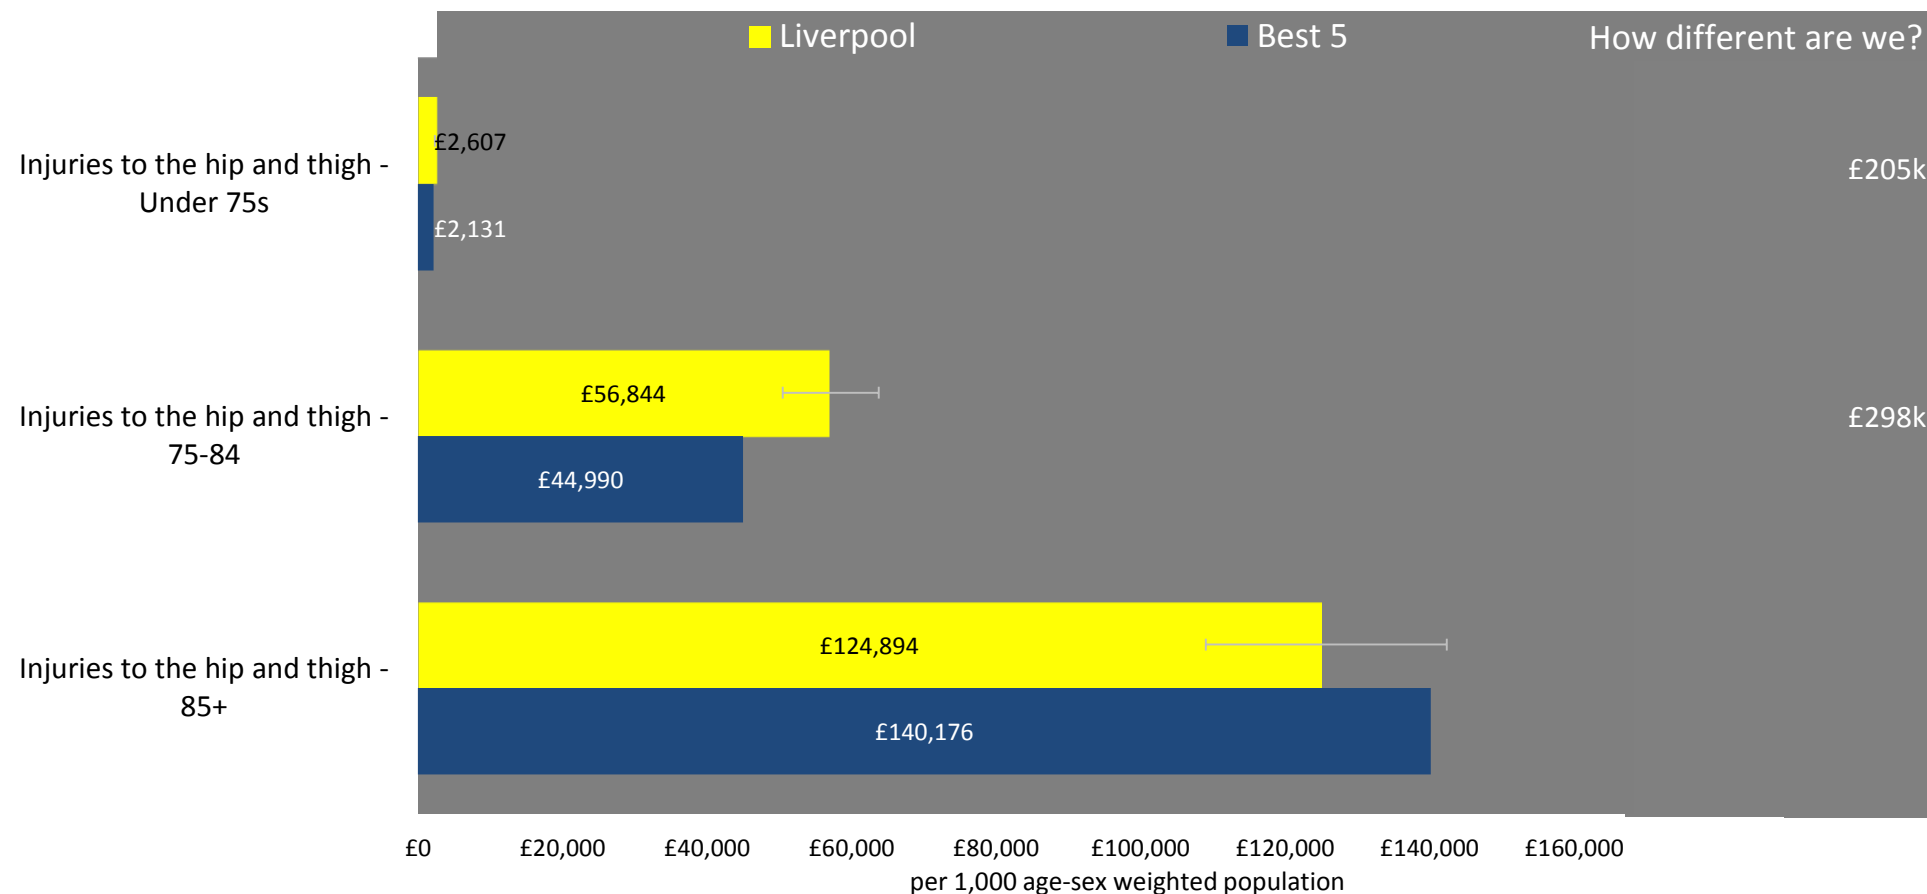 Liverpool Best 5 How different are we?
Injuries to the hip and thigh -
Under 75s
£2,607
£2,131
£205k
Injuries to the hip and thigh -
75-84
£56,844
£44,990
£298k
Injuries to the hip and thigh -
85+
£124,894
£140,176
£0 £20,000 £40,000 £60,000 £80,000 £100,000 £120,000 £140,000 £160,000
per 1,000 age-sex weighted population